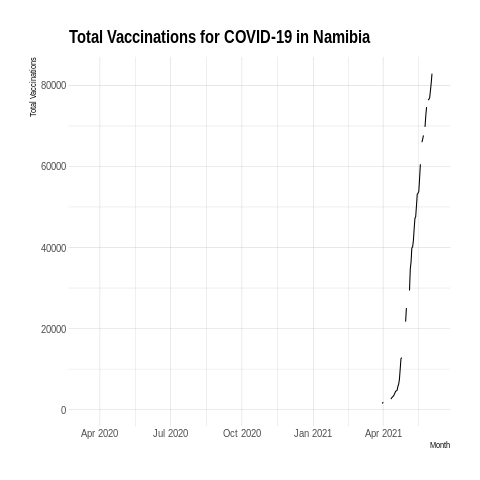 Total Vaccinations for COVID-19 in Namibia
Total Vaccinations
80000
60000
40000
20000
0
Apr 2020 Jul 2020 Oct 2020 Jan 2021 Apr 2021
Month